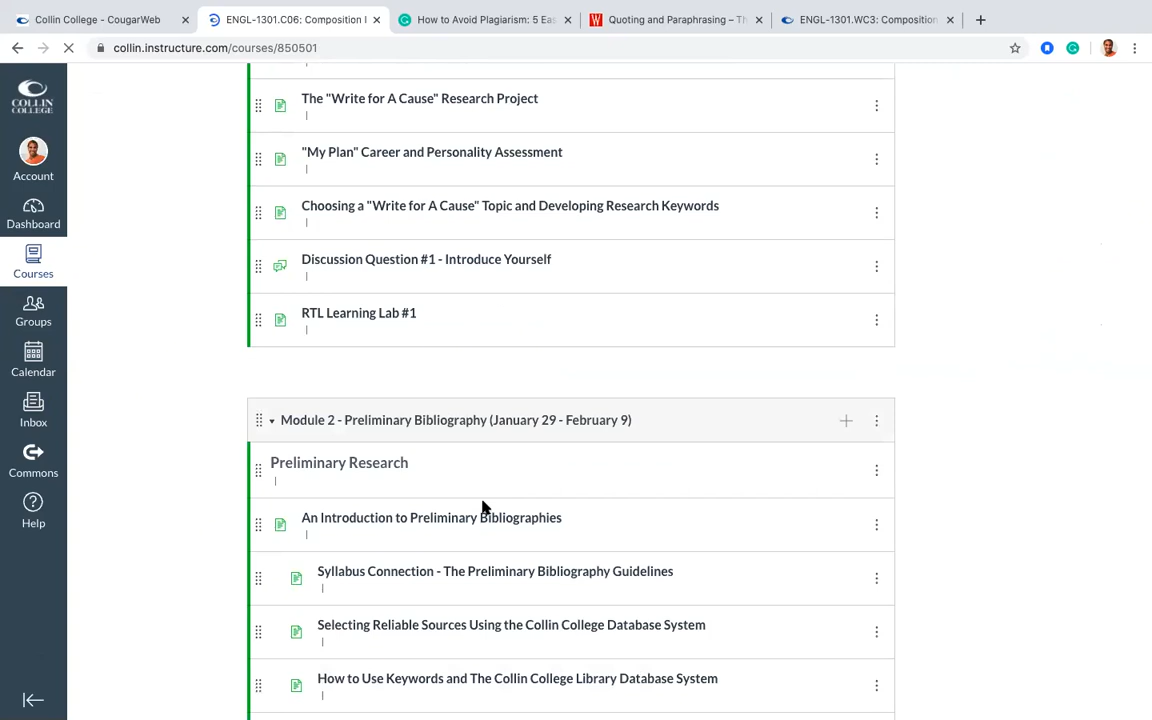 Collin College - CougarWeb
ENGL-1301.C06: Composition I
How to Avoid Plagiarism: 5 Eas
Quoting and Paraphrasing – Th
ENGL-1301.WC3: Composition
collin.instructure.com/courses/850501
COLLIN
COLLEGE
Account
Dashboard
Courses
Groups
Calendar
Inbox
Commons
Help
The "Write for A Cause" Research Project
"My Plan" Career and Personality Assessment
Choosing a "Write for A Cause" Topic and Developing Research Keywords
Discussion Question #1 - Introduce Yourself
RTL Learning Lab #1
Module 2 - Preliminary Bibliography (January 29 - February 9)
Preliminary Research
An Introduction to Preliminary Bibliographies
Syllabus Connection - The Preliminary Bibliography Guidelines
Selecting Reliable Sources Using the Collin College Database System
How to Use Keywords and The Collin College Library Database System